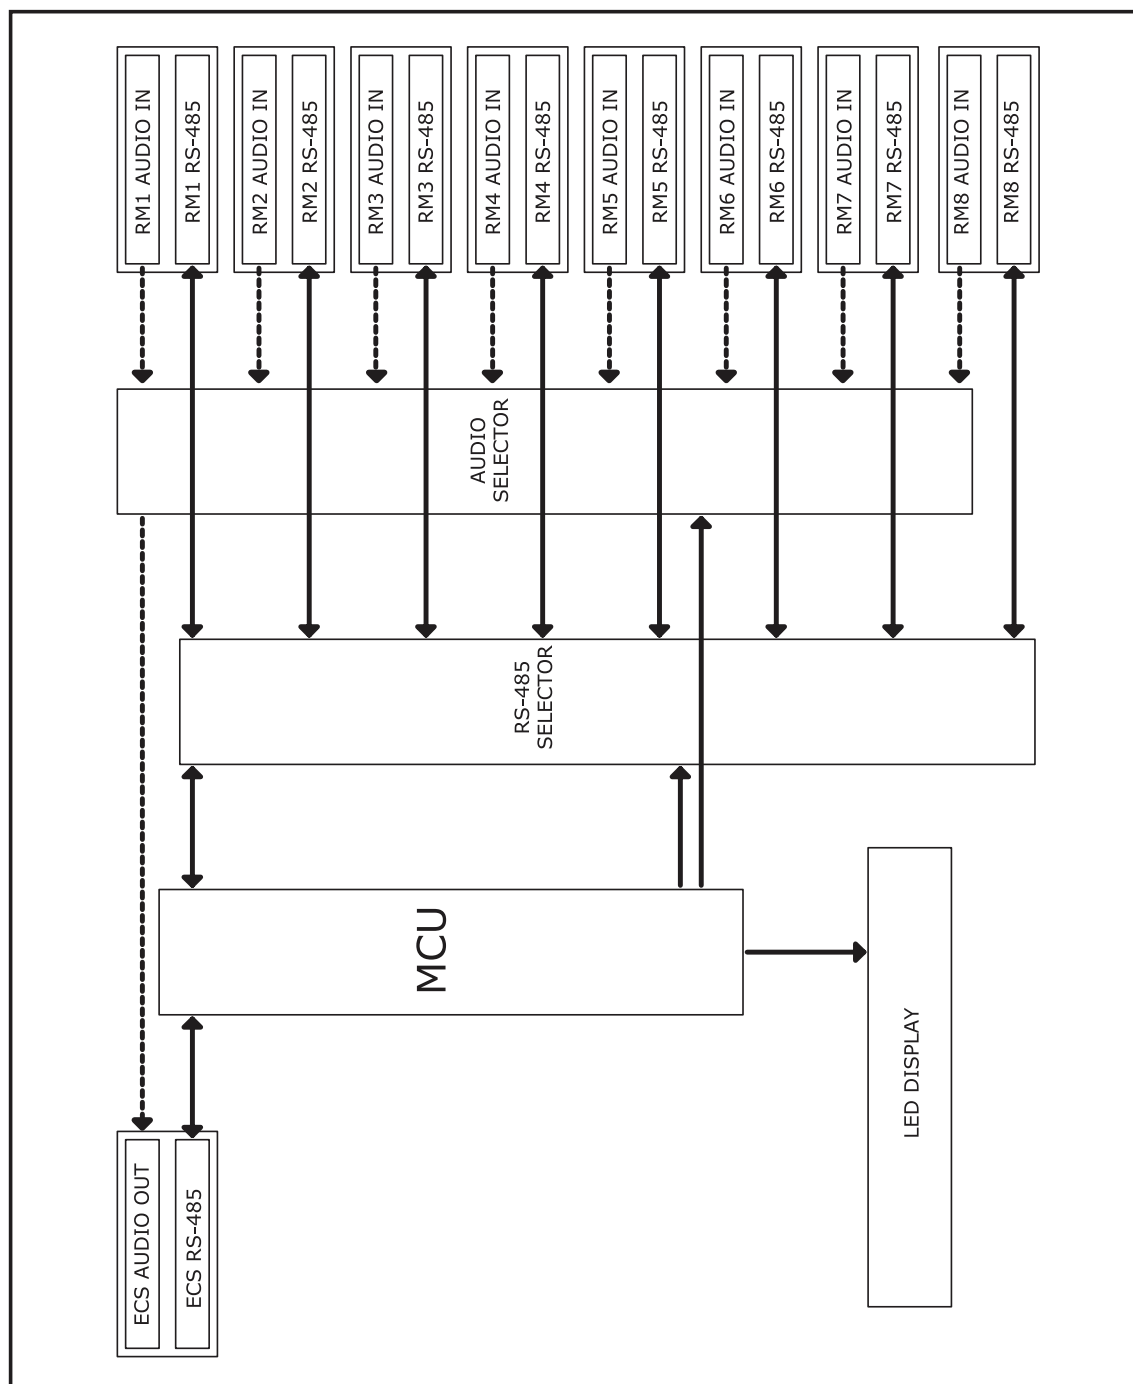 RM1 AUDIO IN
RM1 RS-485
RM2 AUDIO IN
RM2 RS-485
RM3 AUDIO IN
RM3 RS-485
RM4 AUDIO IN
RM4 RS-485
RM5 AUDIO IN
RM5 RS-485
RM6 AUDIO IN
RM6 RS-485
RM7 AUDIO IN
RM7 RS-485
RM8 AUDIO IN
RM8 RS-485
AUDIO
SELECTOR
RS-485
SELECTOR
MCU
LED DISPLAY
ECS AUDIO OUT
ECS RS-485